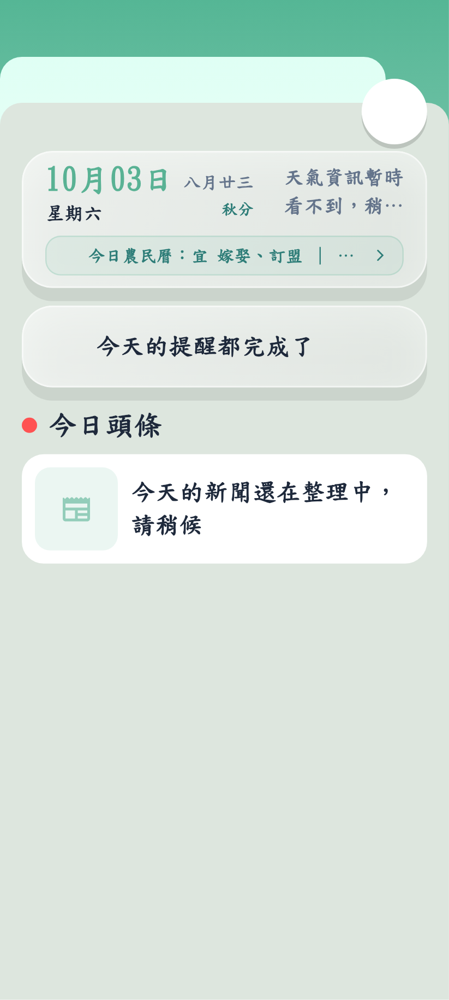 10月03日
八月廿三
星期六
秋分
天氣資訊暫時
看不到，稍…
今日農民曆：宜 嫁娶、訂盟 ｜ …
今天的提醒都完成了
今日頭條
今天的新聞還在整理中，
請稍候